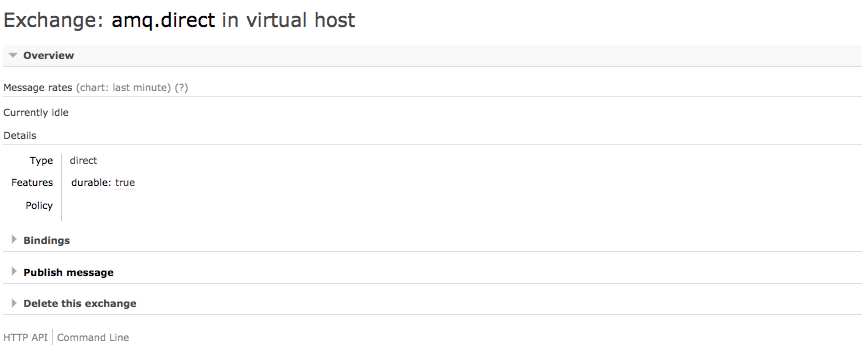 Exchange: amq.direct in virtual host
Overview
Message rates (chart: last minute) (?)
Currently idle
Details
Type direct
Features durable: true
Policy
Bindings
Publish message
Delete this exchange
HTTP API Command Line